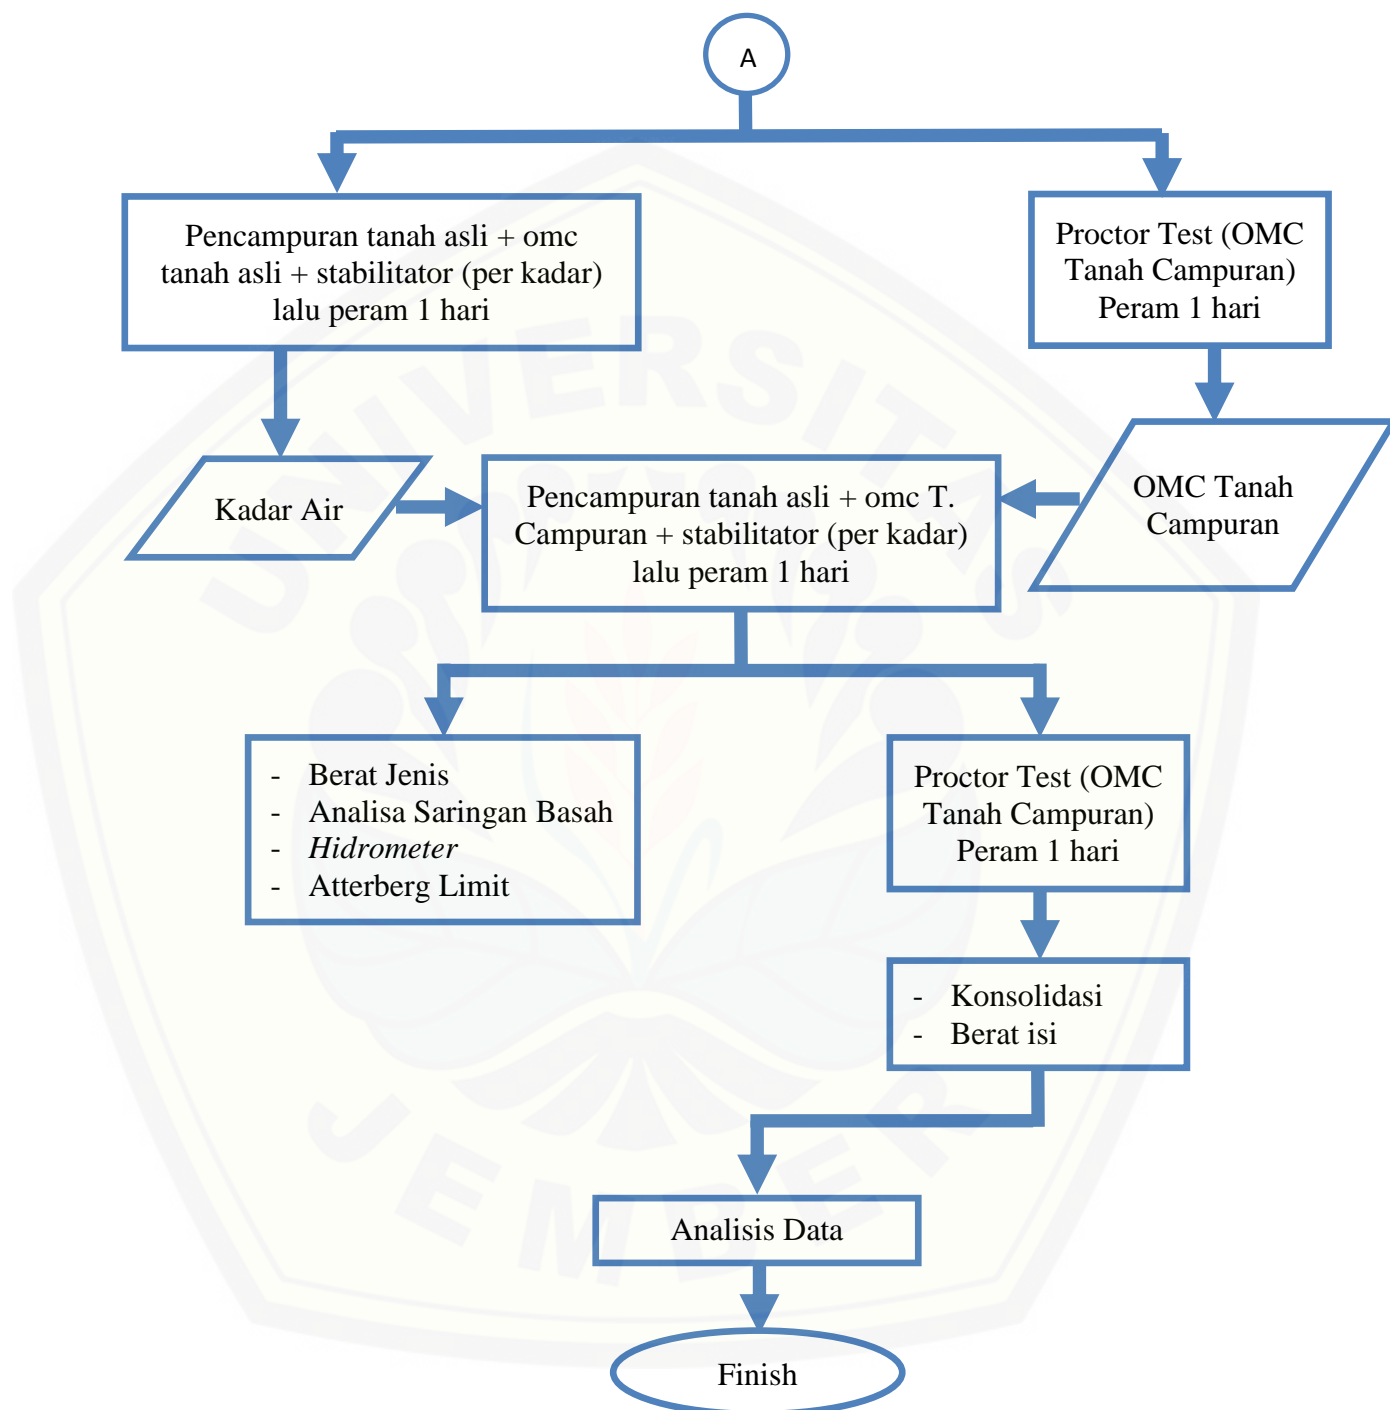 A
Pencampuran tanah asli + omc
tanah asli + stabilitator (per kadar)
lalu peram 1 hari
Proctor Test (OMC
Tanah Campuran)
Peram 1 hari
Kadar Air
Pencampuran tanah asli + omc T.
Campuran + stabilitator (per kadar)
lalu peram 1 hari
OMC Tanah
Campuran
- Berat Jenis
- Analisa Saringan Basah
- Hidrometer
- Atterberg Limit
Proctor Test (OMC
Tanah Campuran)
Peram 1 hari
- Konsolidasi
- Berat isi
Analisis Data
Finish
UNIVERSITAS
JEMBER